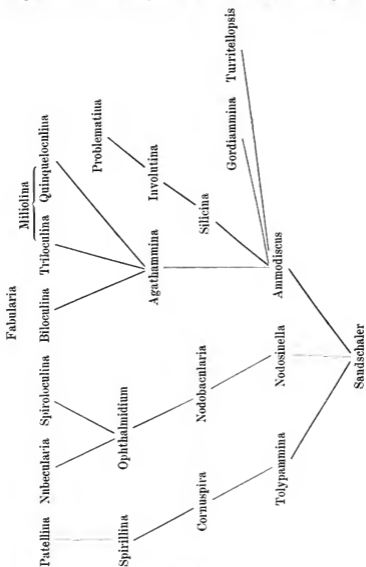 Fabularia
Miliolina
Patellina Nubecularia Spiroloculina Biloculina Triloculina Quinqueloculina
Problematina
Spirillina Ophthalmidium Agathammina Involutina
Cornuspira Nodobacularia Silicina
Gordiammina Turritellopsis
Tolypammina Nodosinella Ammodiscus
Sandschaler